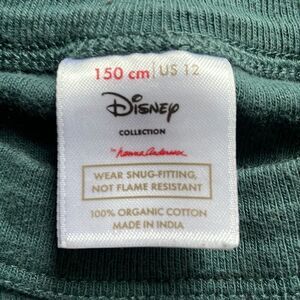 150 cm | US 12
Disney
COLLECTION
by hanna andersson
WEAR SNUG-FITTING,
NOT FLAME RESISTANT
100% ORGANIC COTTON
MADE IN INDIA